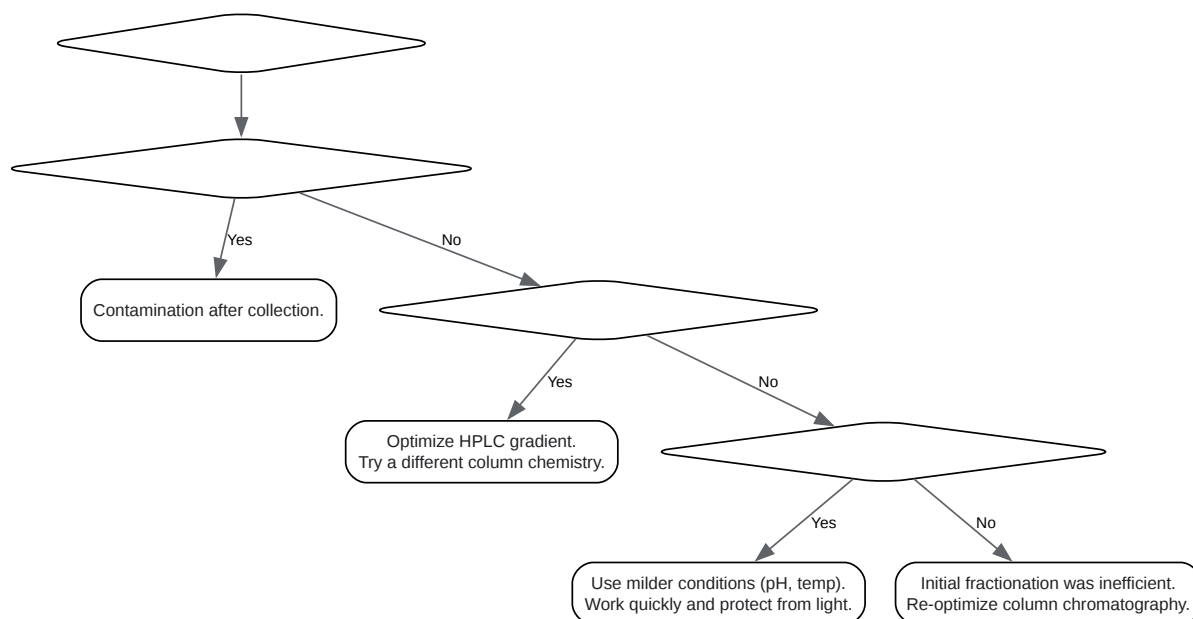 Yes
No
Contamination after collection.
Yes
No
Optimize HPLC gradient.
Try a different column chemistry.
Yes
No
Use milder conditions (pH, temp).
Work quickly and protect from light.
Initial fractionation was inefficient.
Re-optimize column chromatography.